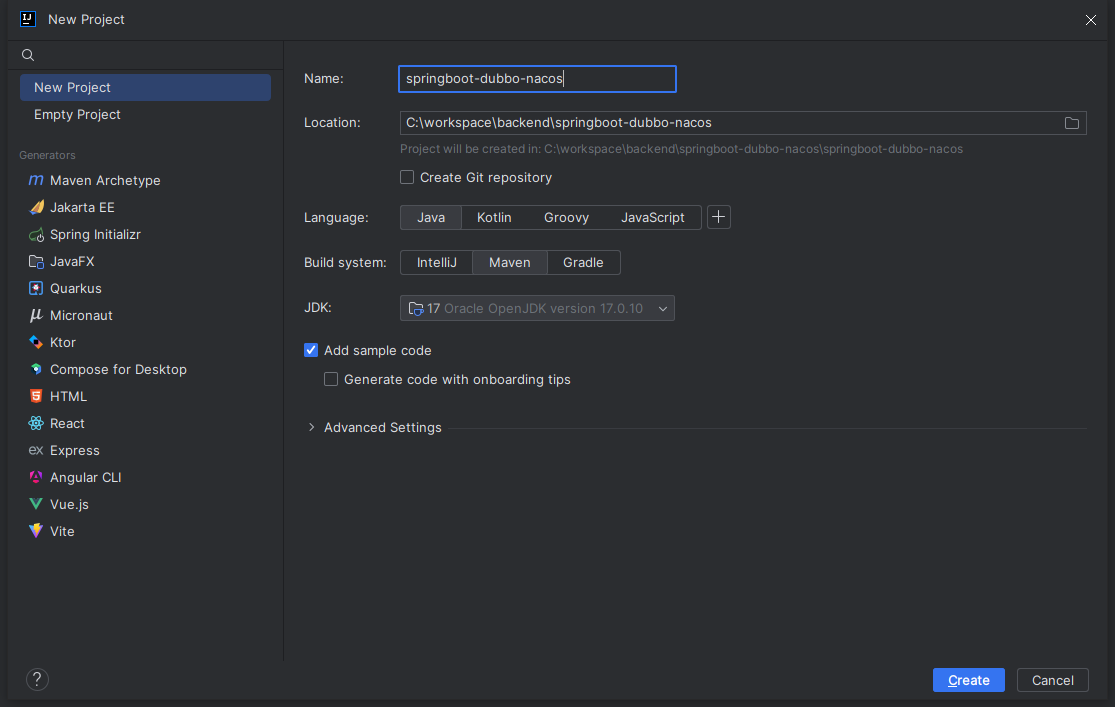 New Project
New Project
Empty Project
Generators
Maven Archetype
Jakarta EE
Spring Initializr
JavaFX
Quarkus
Micronaut
Ktor
Compose for Desktop
HTML
React
Express
Angular CLI
Vue.js
Vite
Name: springboot-dubbo-nacos
Location: C:\workspace\backend\springboot-dubbo-nacos
Project will be created in: C:\workspace\backend\springboot-dubbo-nacos\springboot-dubbo-nacos
Create Git repository
Language: Java Kotlin Groovy JavaScript
Build system: IntelliJ Maven Gradle
JDK: 17 Oracle OpenJDK version 17.0.10
Add sample code
Generate code with onboarding tips
Advanced Settings
? Create Cancel